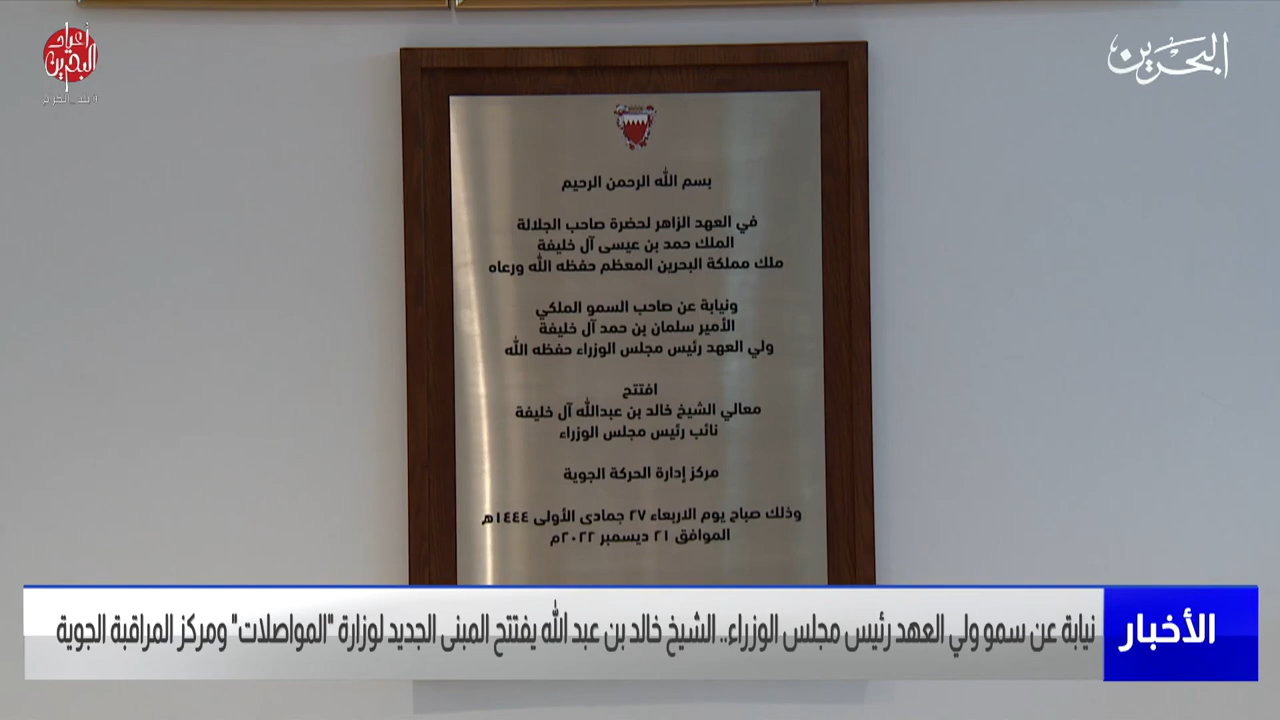 أعياد
البحرين
البحرين
بسم الله الرحمن الرحيم
في العهد الزاهر لحضرة صاحب الجلالة
الملك حمد بن عيسى آل خليفة
ملك مملكة البحرين المعظم حفظه الله ورعاه
ونيابة عن صاحب السمو الملكي
الأمير سلمان بن حمد آل خليفة
ولي العهد رئيس مجلس الوزراء حفظه الله
افتتح
معالي الشيخ خالد بن عبدالله آل خليفة
نائب رئيس مجلس الوزراء
مركز إدارة الحركة الجوية
وذلك صباح يوم الاربعاء ٢٧ جمادى الأولى ١٤٤٤هـ
الموافق ٢١ ديسمبر ٢٠٢٢م
الأخبار
نيابة عن سمو ولي العهد رئيس مجلس الوزراء.. الشيخ خالد بن عبد الله يفتتح المبنى الجديد لوزارة "المواصلات" ومركز المراقبة الجوية